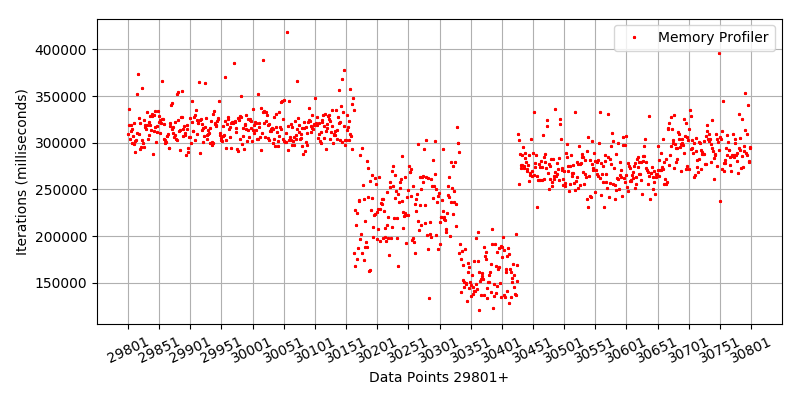 Memory Profiler
Iterations (milliseconds)
400000
350000
300000
250000
200000
150000
29801 29851 29901 29951 30001 30051 30101 30151 30201 30251 30301 30351 30401 30451 30501 30551 30601 30651 30701 30751 30801
Data Points 29801+